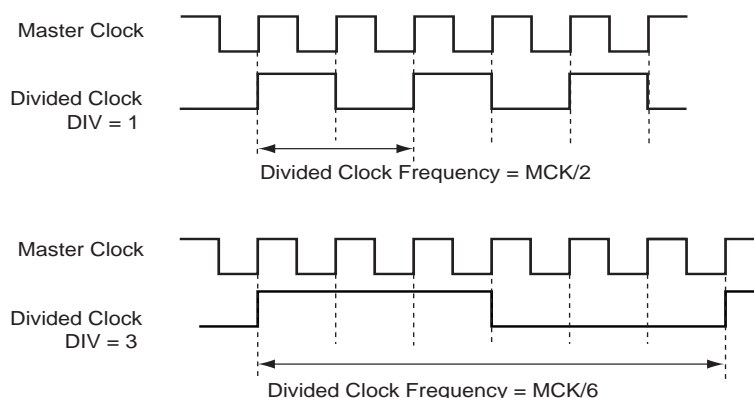 Master Clock
Divided Clock
DIV = 1
Divided Clock Frequency = MCK/2
Master Clock
Divided Clock
DIV = 3
Divided Clock Frequency = MCK/6